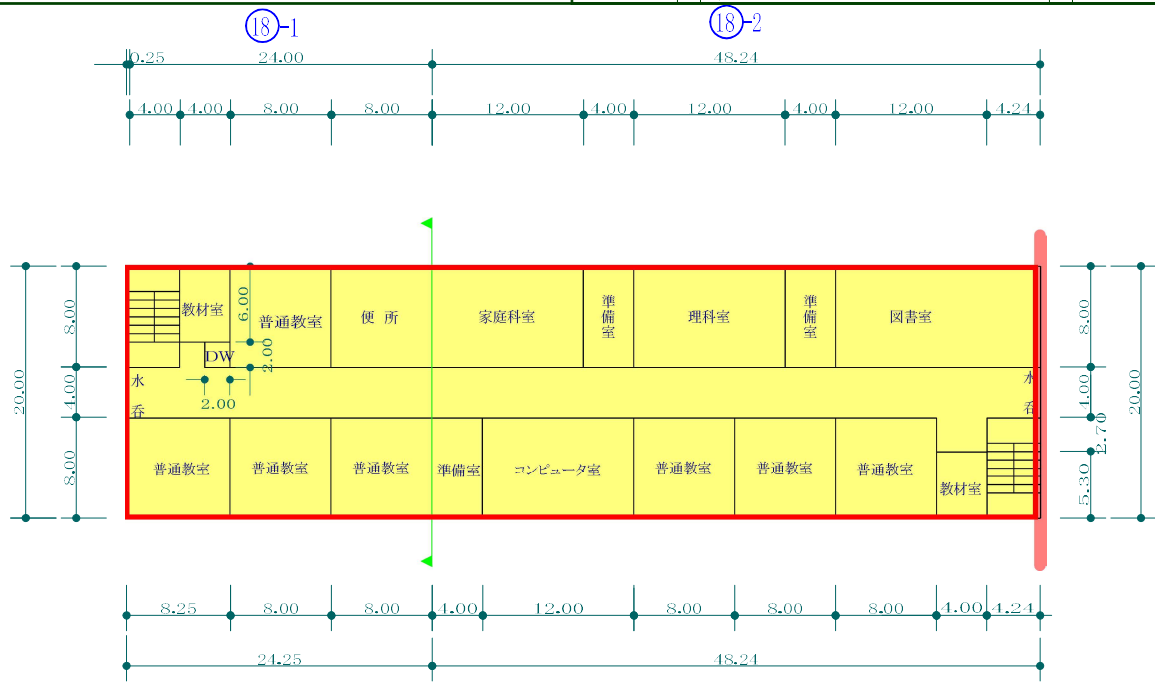 ⑱-1
⑱-2
0.25
24.00
48.24
4.00
4.00
8.00
8.00
12.00
4.00
12.00
4.00
12.00
4.24
教材室
6.00
普通教室
便 所
家庭科室
準備室
理科室
準備室
図書室
8.00
8.00
DW
2.00
水呑
2.00
水呑
20.00
4.00
4.00
20.00
2.70
普通教室
普通教室
普通教室
準備室
コンピュータ室
普通教室
普通教室
普通教室
教材室
8.00
5.30
8.25
8.00
8.00
4.00
12.00
8.00
8.00
8.00
4.00
4.24
24.25
48.24